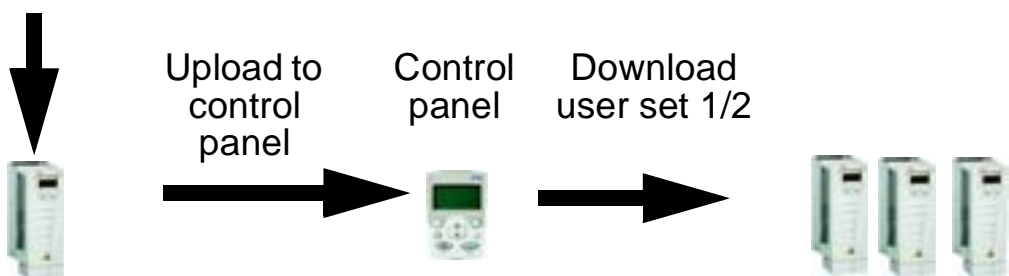 Upload to
control
panel
Control
panel
Download
user set 1/2